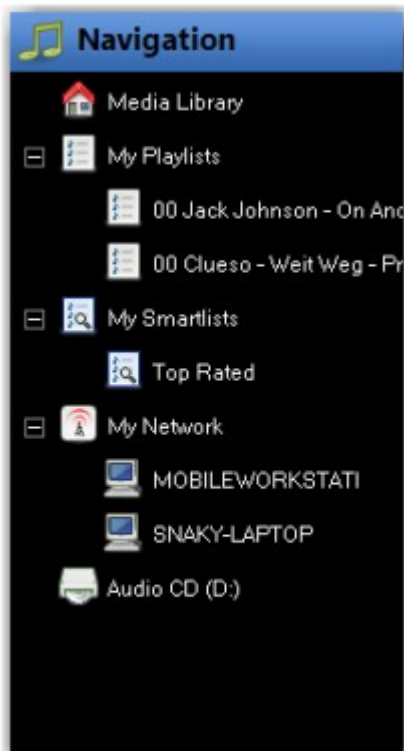 Navigation
Media Library
My Playlists
00 Jack Johnson - On And
00 Clueso - Weit Weg - Pr
My Smartlists
Top Rated
My Network
MOBILEWORKSTATI
SNAKY-LAPTOP
Audio CD (D:)